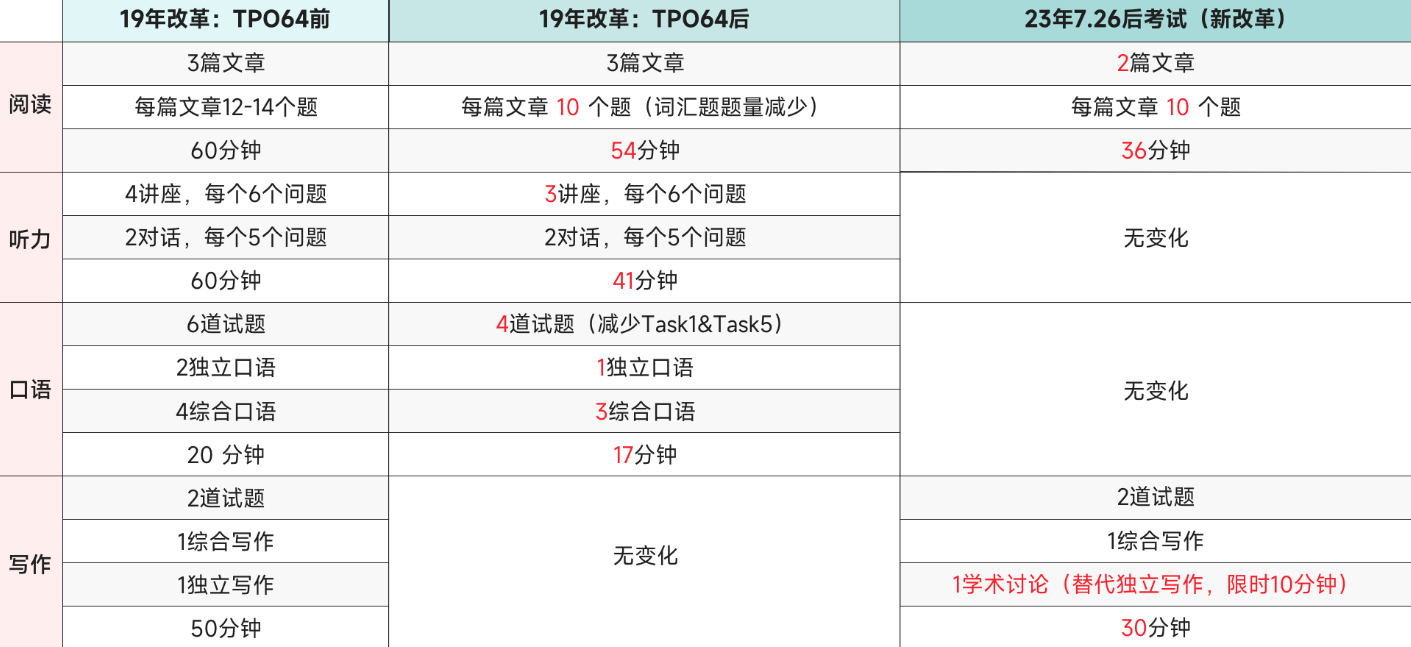 19年改革：TPO64前 19年改革：TPO64后 23年7.26后考试（新改革）
阅读
3篇文章 3篇文章 2篇文章
每篇文章12-14个题 每篇文章 10 个题（词汇题题量减少） 每篇文章 10 个题
60分钟 54分钟 36分钟
听力
4讲座，每个6个问题 3讲座，每个6个问题
2对话，每个5个问题 2对话，每个5个问题 无变化
60分钟 41分钟
口语
6道试题 4道试题（减少Task1&Task5）
2独立口语 1独立口语
无变化
4综合口语 3综合口语
20 分钟 17分钟
写作
2道试题 2道试题
1综合写作 1综合写作
无变化
1独立写作 1学术讨论（替代独立写作，限时10分钟）
50分钟 30分钟